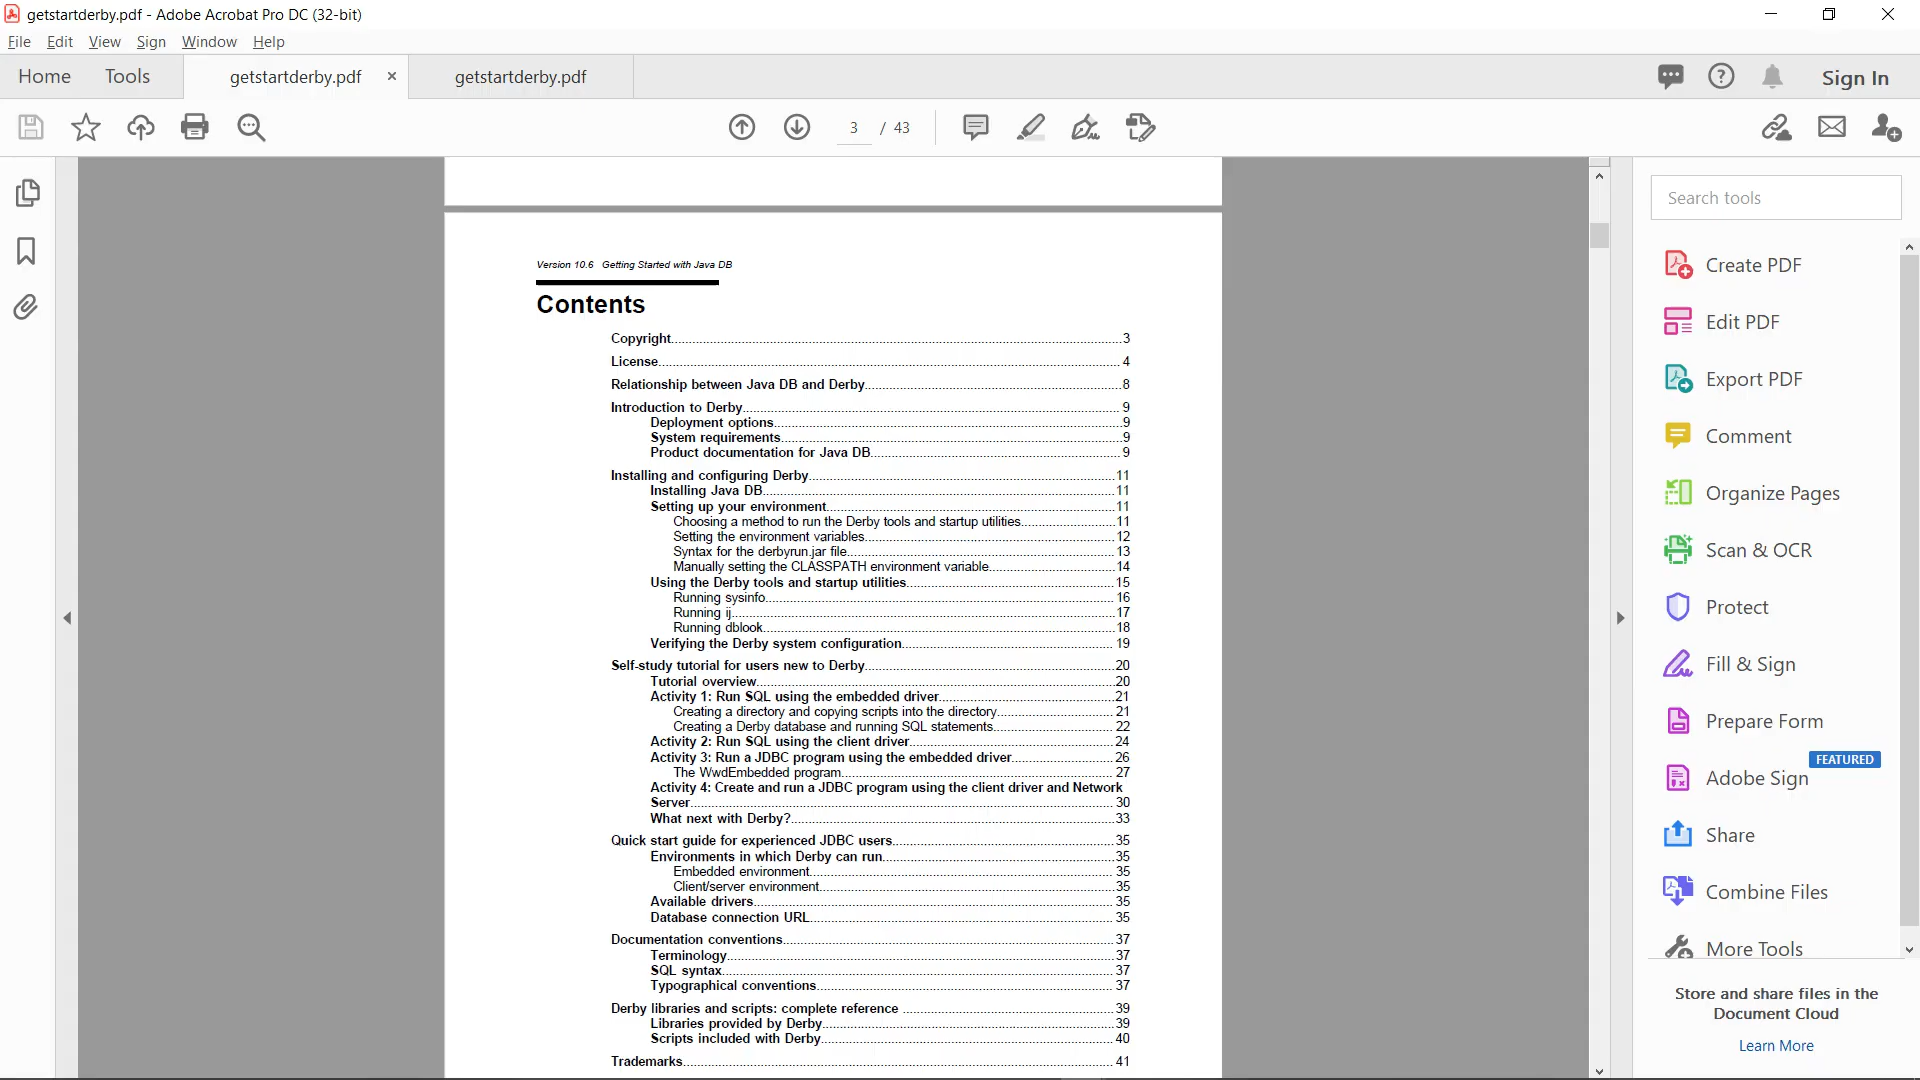 getstartderby.pdf - Adobe Acrobat Pro DC (32-bit)
File Edit View Sign Window Help
Home Tools getstartderby.pdf × getstartderby.pdf Sign In
3 / 43
Version 10.6 Getting Started with Java DB
Contents
Copyright 3
License 4
Relationship between Java DB and Derby 8
Introduction to Derby 9
Deployment options 9
System requirements 9
Product documentation for Java DB 9
Installing and configuring Derby 11
Installing Java DB 11
Setting up your environment 11
Choosing a method to run the Derby tools and startup utilities 11
Setting the environment variables 12
Syntax for the derbyrun.jar file 13
Manually setting the CLASSPATH environment variable 14
Using the Derby tools and startup utilities 15
Running sysinfo 16
Running ij 17
Running dblook 18
Verifying the Derby system configuration 19
Self-study tutorial for users new to Derby 20
Tutorial overview 20
Activity 1: Run SQL using the embedded driver 21
Creating a directory and copying scripts into the directory 21
Creating a Derby database and running SQL statements 22
Activity 2: Run SQL using the client driver 24
Activity 3: Run a JDBC program using the embedded driver 26
The WwdEmbedded program 27
Activity 4: Create and run a JDBC program using the client driver and Network
Server 30
What next with Derby? 33
Quick start guide for experienced JDBC users 35
Environments in which Derby can run 35
Embedded environment 35
Client/server environment 35
Available drivers 35
Database connection URL 35
Documentation conventions 37
Terminology 37
SQL syntax 37
Typographical conventions 37
Derby libraries and scripts: complete reference 39
Libraries provided by Derby 39
Scripts included with Derby 40
Trademarks 41
Search tools
Create PDF
Edit PDF
Export PDF
Comment
Organize Pages
Scan & OCR
Protect
Fill & Sign
Prepare Form
FEATURED
Adobe Sign
Share
Combine Files
More Tools
Store and share files in the
Document Cloud
Learn More